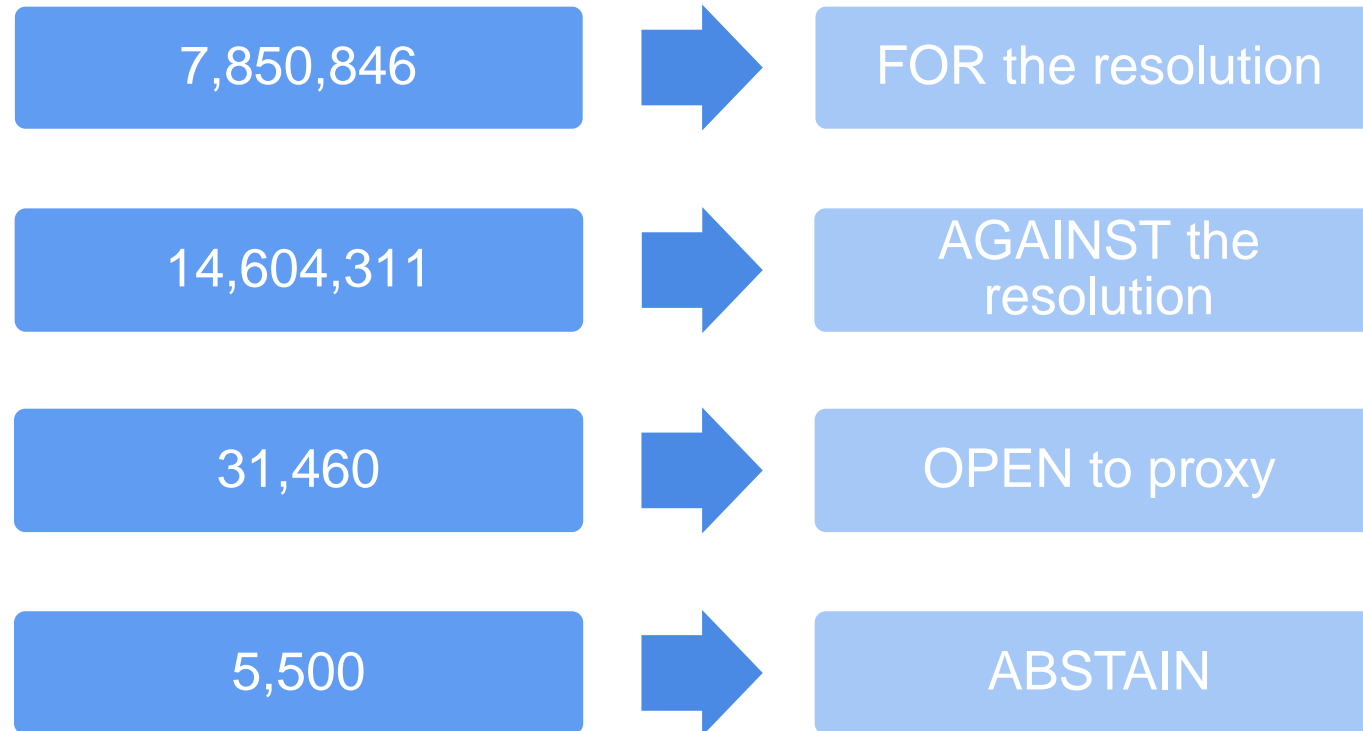 7,850,846
FOR the resolution
14,604,311
AGAINST the
resolution
31,460
OPEN to proxy
5,500
ABSTAIN